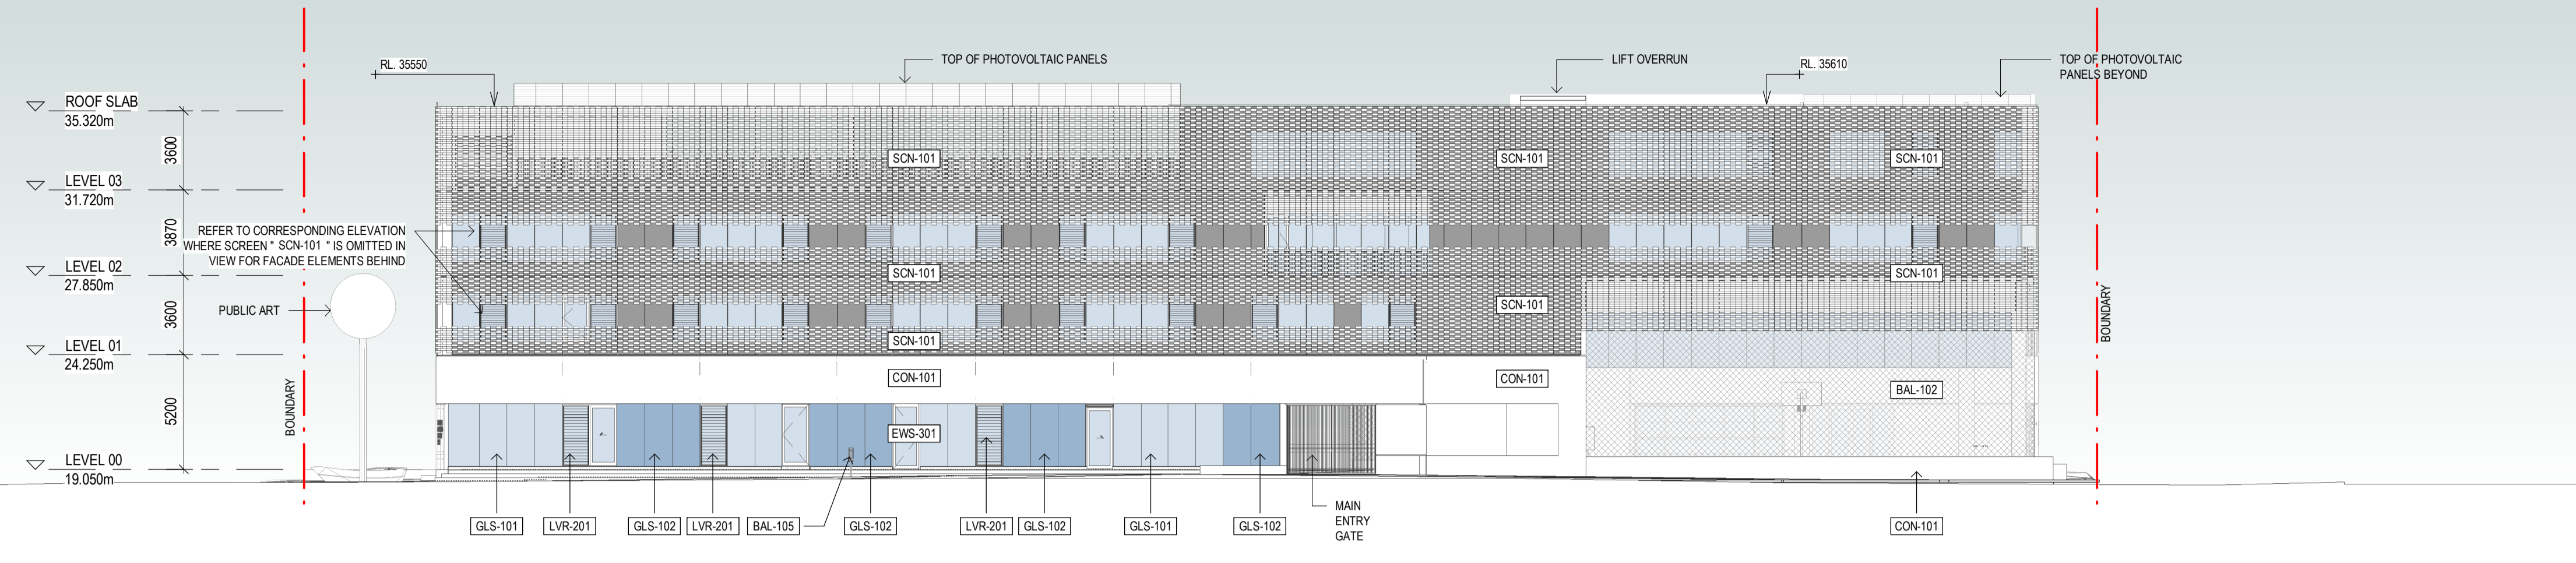 TOP OF PHOTOVOLTAIC PANELS
LIFT OVERRUN
TOP OF PHOTOVOLTAIC
PANELS BEYOND
RL. 35550
RL. 35610
ROOF SLAB
35.320m
3600
SCN-101
SCN-101
SCN-101
LEVEL 03
31.720m
3870
REFER TO CORRESPONDING ELEVATION
WHERE SCREEN " SCN-101 " IS OMITTED IN
VIEW FOR FACADE ELEMENTS BEHIND
LEVEL 02
27.850m
SCN-101
SCN-101
3600
PUBLIC ART
SCN-101
BOUNDARY
SCN-101
LEVEL 01
24.250m
CON-101
CON-101
BAL-102
5200
BOUNDARY
EWS-301
LEVEL 00
19.050m
GLS-101
LVR-201
GLS-102
LVR-201
BAL-105
GLS-102
LVR-201
GLS-102
GLS-101
GLS-102
MAIN
ENTRY
GATE
CON-101